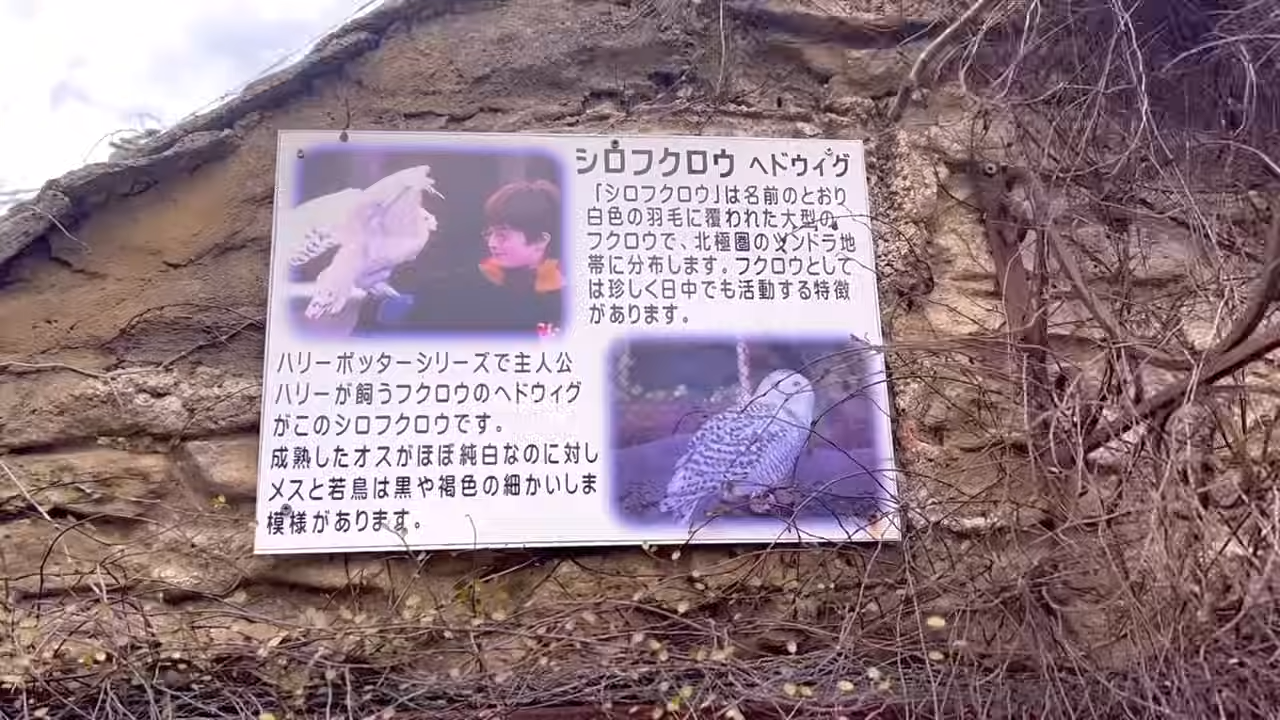 シロフクロウ ヘドウィグ
「シロフクロウ」は名前のとおり
白色の羽毛に覆われた大型の
フクロウで、北極圏のツンドラ地
帯に分布します。フクロウとして
は珍しく日中でも活動する特徴
があります。
ハリーポッターシリーズで主人公
ハリーが飼うフクロウのヘドウィグ
がこのシロフクロウです。
成熟したオスがほぼ純白なのに対し
メスと若鳥は黒や褐色の細かいしま
模様があります。